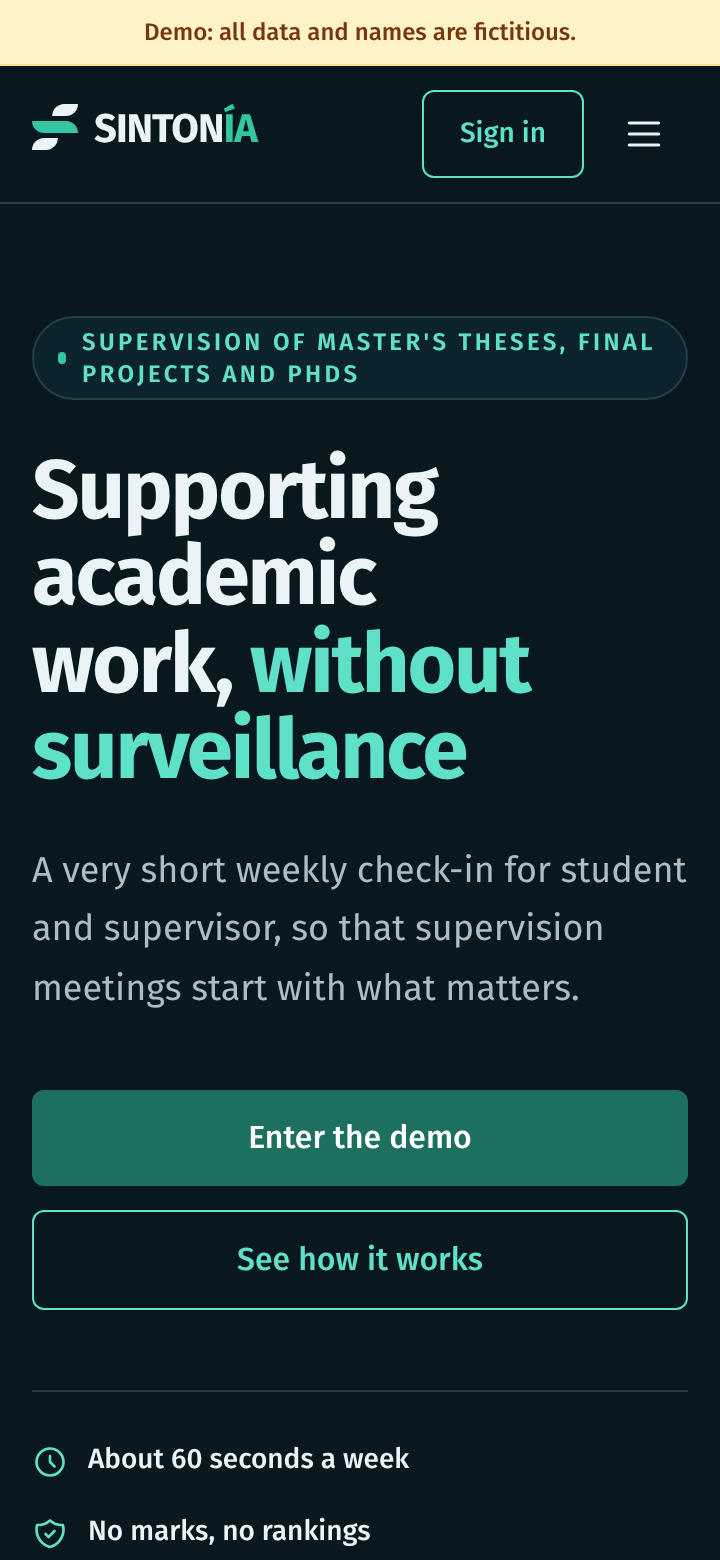 Demo: all data and names are fictitious.
SINTONÍA
Sign in
SUPERVISION OF MASTER'S THESES, FINAL
PROJECTS AND PHDS
Supporting
academic
work, without
surveillance
A very short weekly check-in for student
and supervisor, so that supervision
meetings start with what matters.
Enter the demo
See how it works
About 60 seconds a week
No marks, no rankings